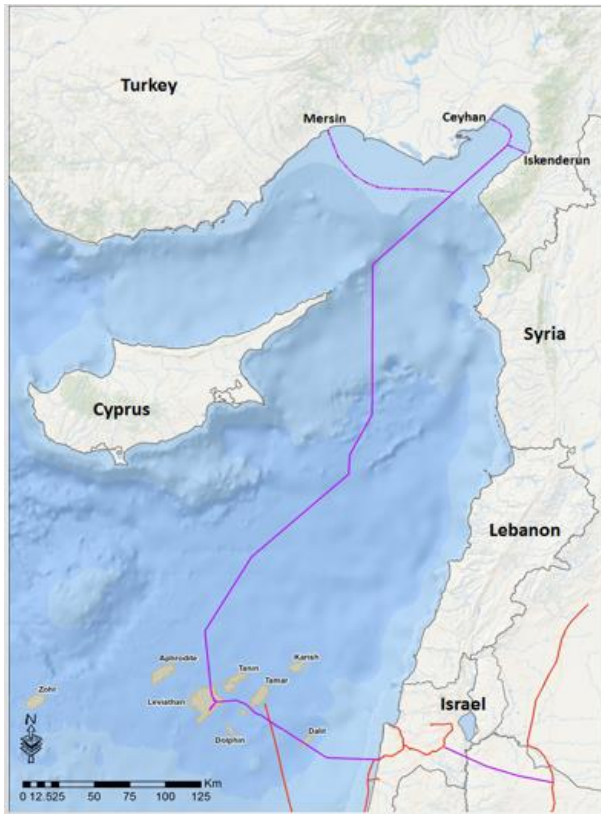 Turkey
Mersin
Ceyhan
Iskenderun
Syria
Cyprus
Lebanon
Aphrodite
Tanin
Karish
Zohr
Leviathan
Tamar
Israel
Dolphin
Dalit
N
0 12.525 50 75 100 125 Km